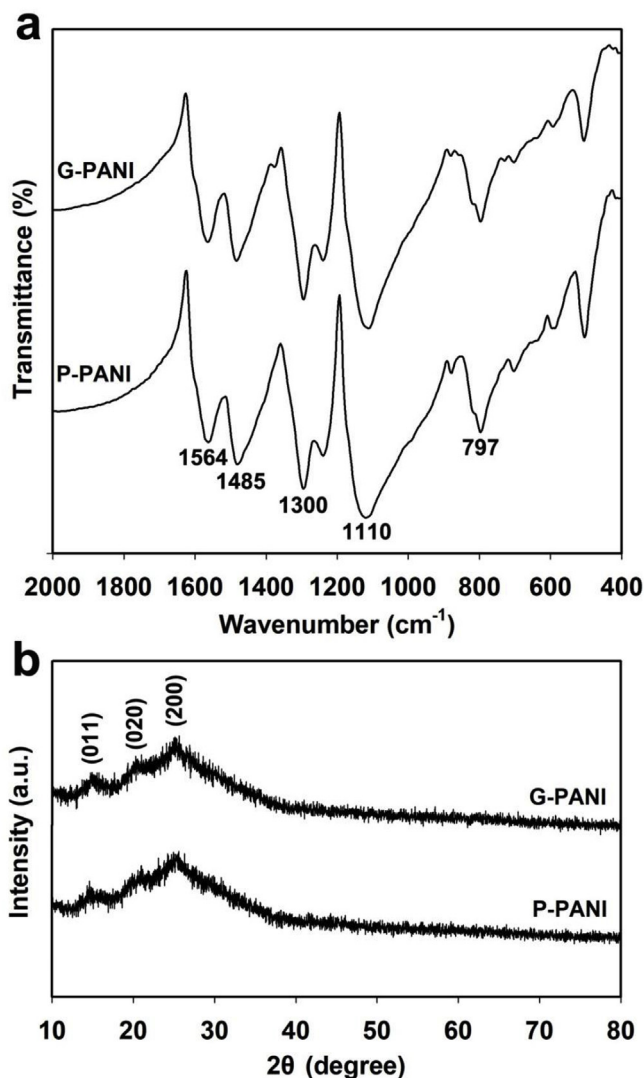 a
G-PANI
P-PANI
1564
1485
1300
1110
797
Transmittance (%)
2000 1800 1600 1400 1200 1000 800 600 400
Wavenumber (cm⁻¹)
b
(011)
(020)
(200)
G-PANI
P-PANI
Intensity (a.u.)
10 20 30 40 50 60 70 80
2θ (degree)